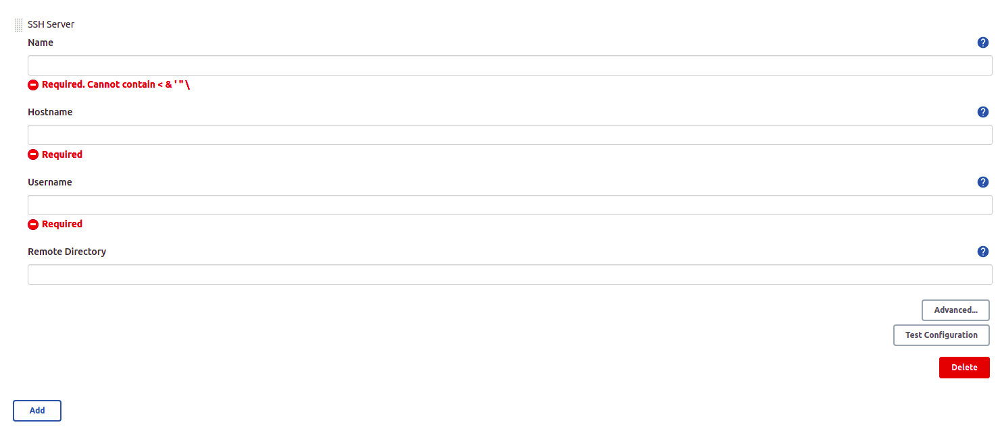 SSH Server
Name
Required. Cannot contain < & ' " \
Hostname
Required
Username
Required
Remote Directory
Advanced...
Test Configuration
Delete
Add